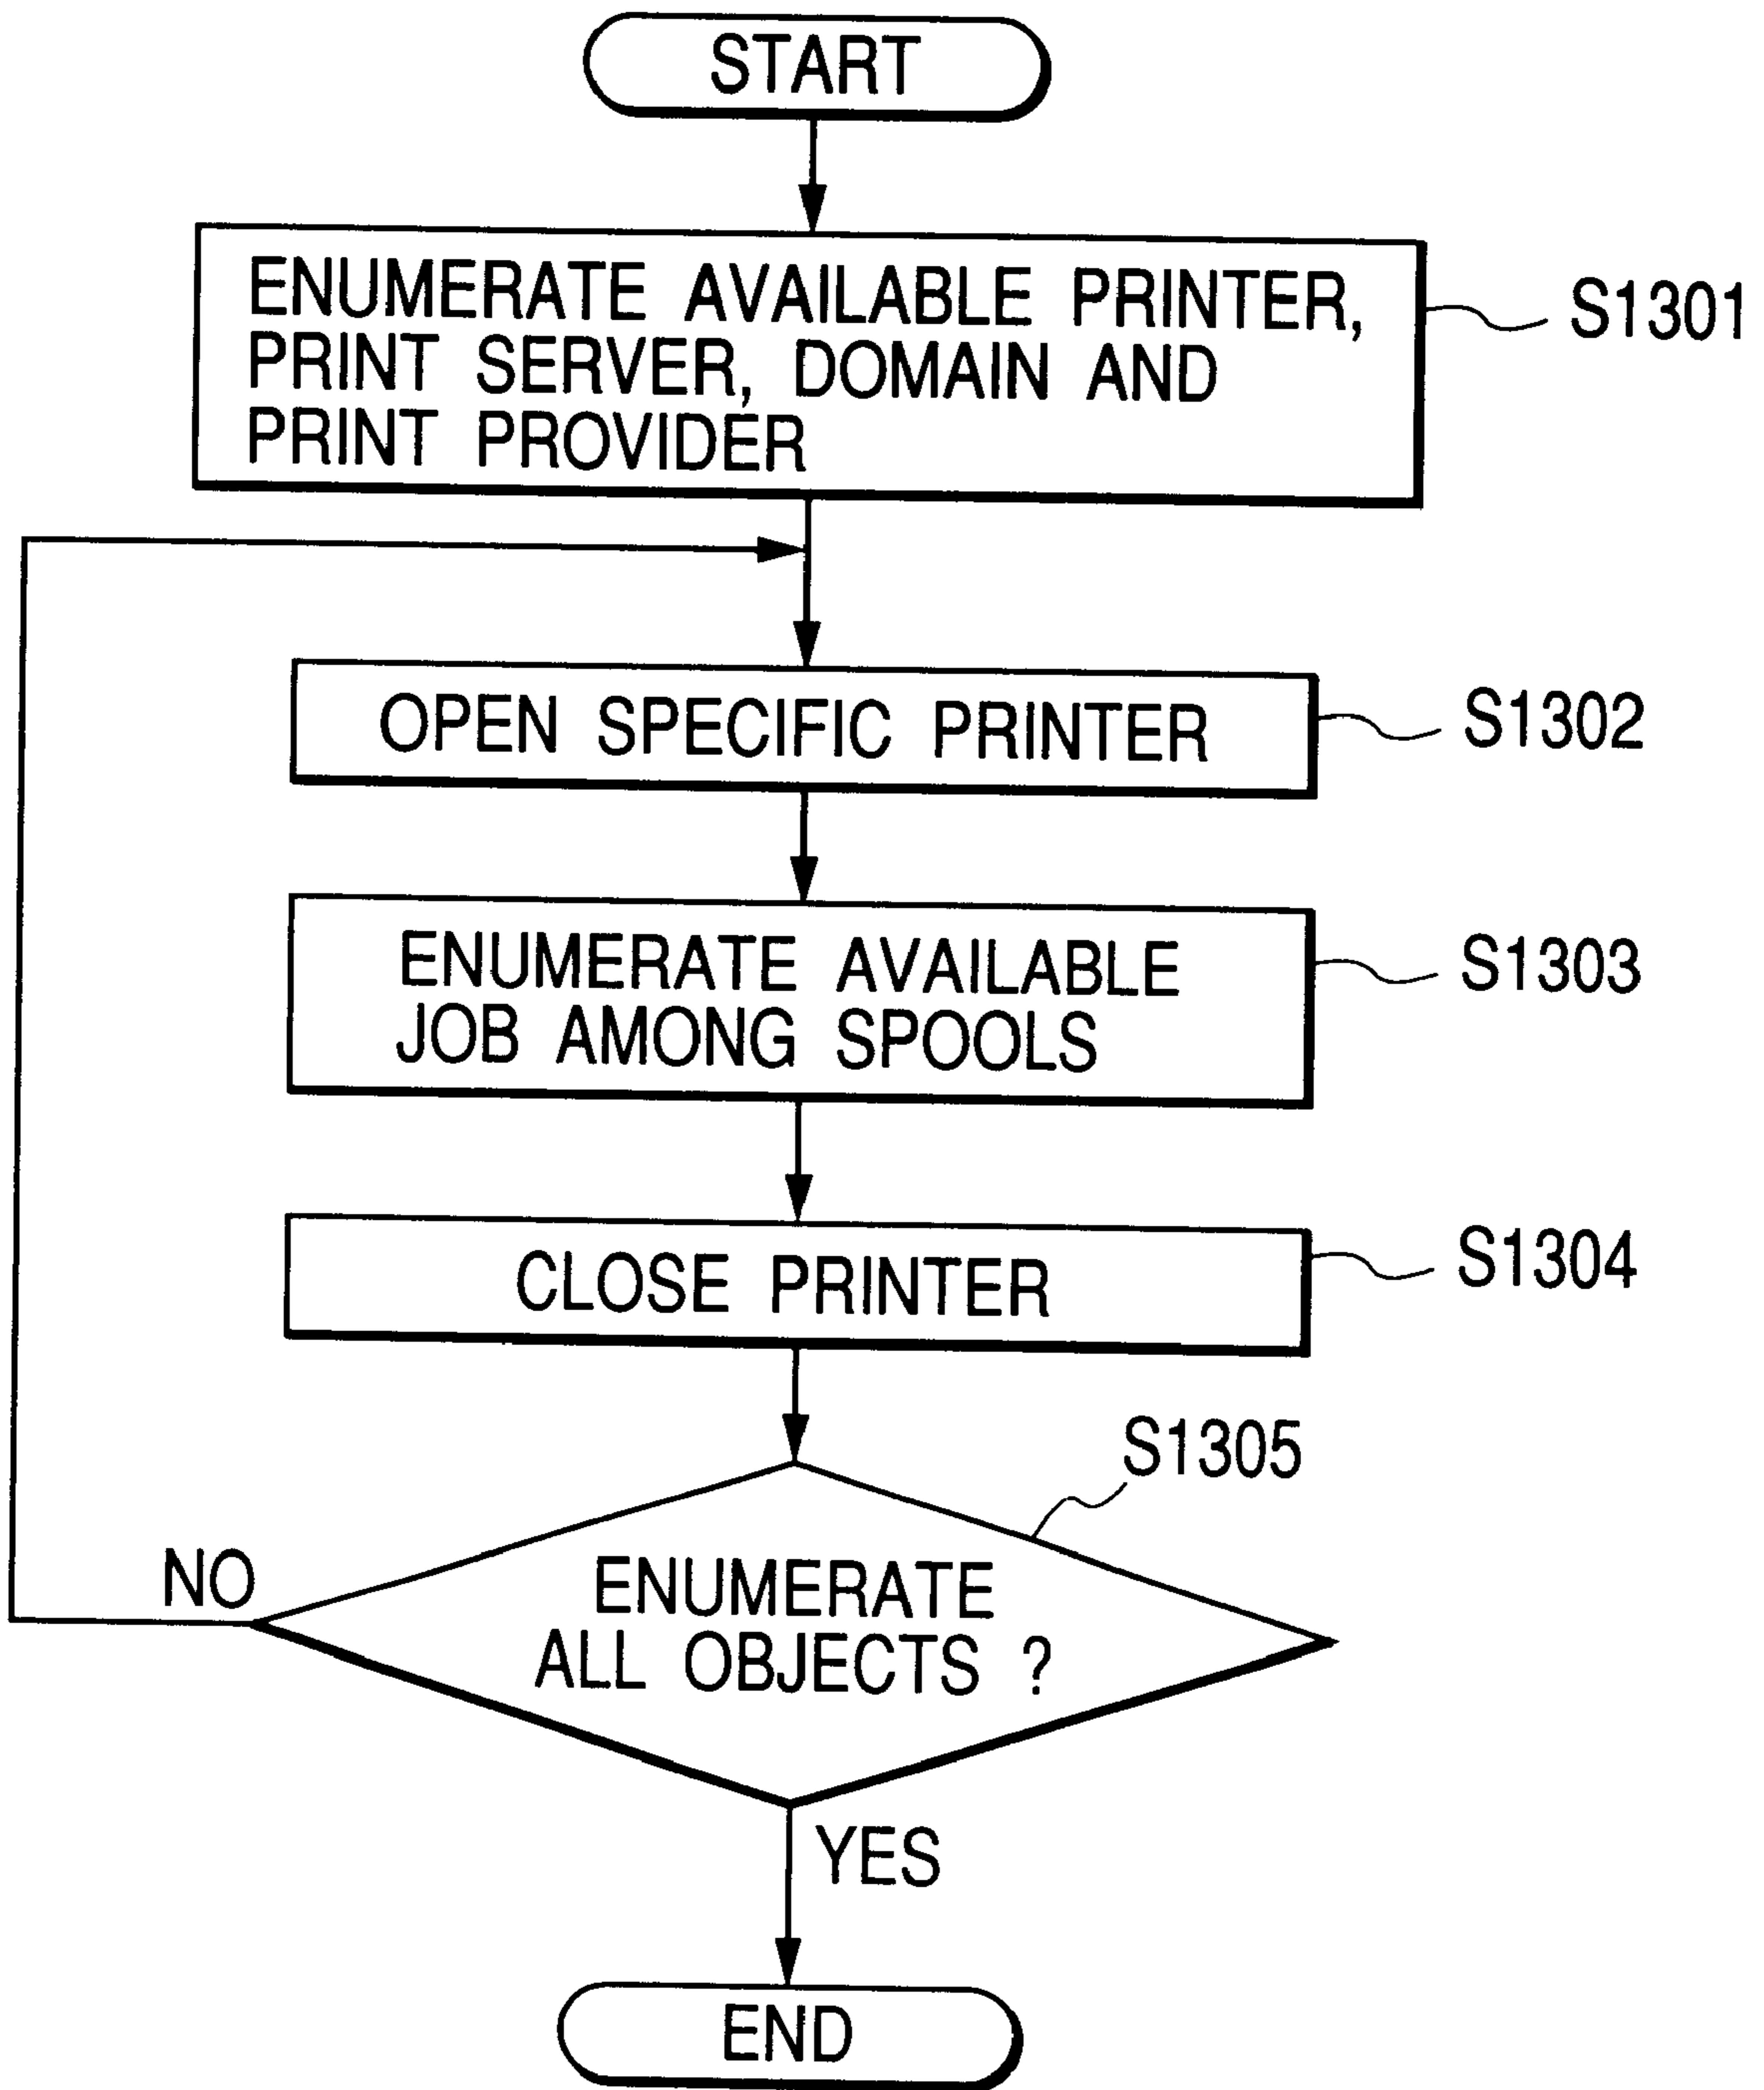 START
ENUMERATE AVAILABLE PRINTER,
PRINT SERVER, DOMAIN AND
PRINT PROVIDER
S1301
OPEN SPECIFIC PRINTER
S1302
ENUMERATE AVAILABLE
JOB AMONG SPOOLS
S1303
CLOSE PRINTER
S1304
S1305
ENUMERATE
ALL OBJECTS ?
NO
YES
END